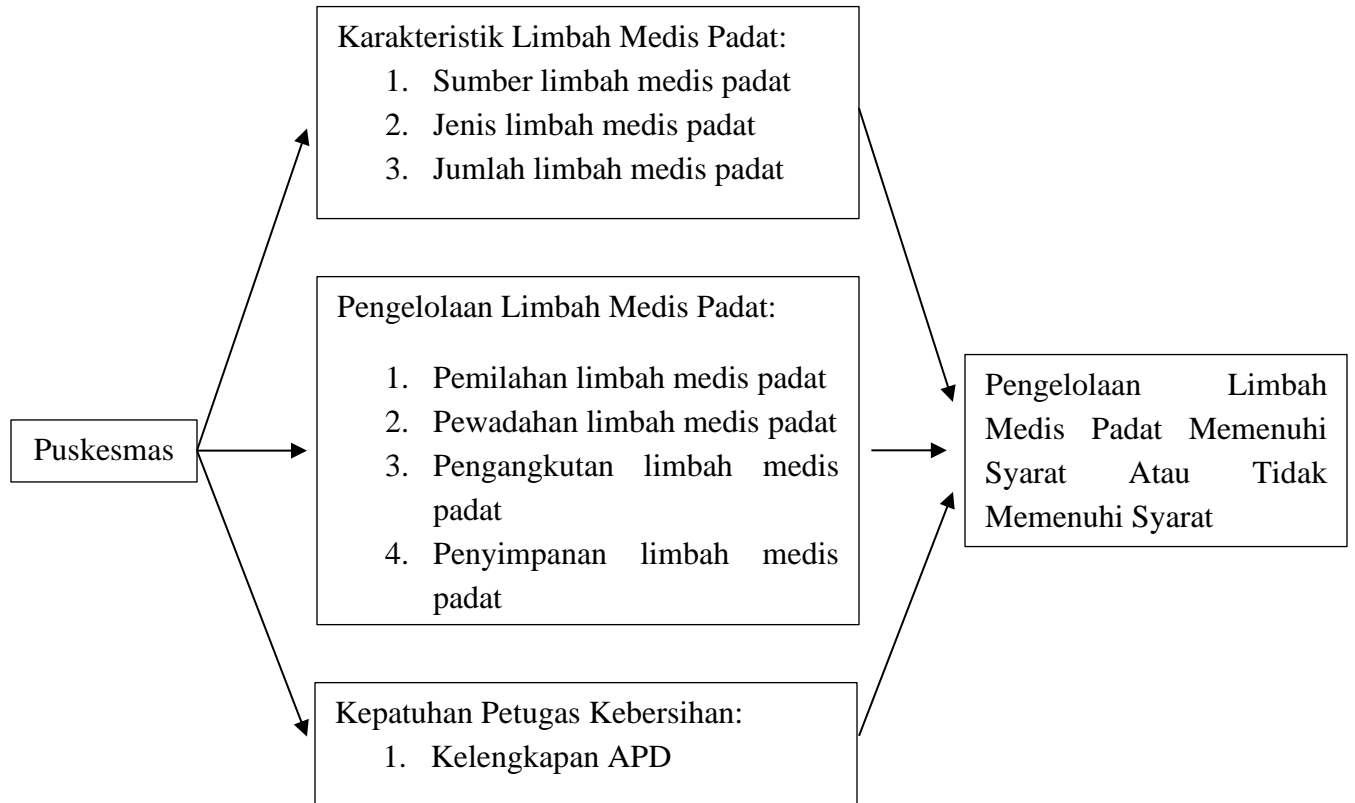 Karakteristik Limbah Medis Padat:
1. Sumber limbah medis padat
2. Jenis limbah medis padat
3. Jumlah limbah medis padat
Pengelolaan Limbah Medis Padat:
1. Pemilahan limbah medis padat
2. Pewadahan limbah medis padat
3. Pengangkutan limbah medis
padat
4. Penyimpanan limbah medis
padat
Puskesmas
Pengelolaan Limbah
Medis Padat Memenuhi
Syarat Atau Tidak
Memenuhi Syarat
Kepatuhan Petugas Kebersihan:
1. Kelengkapan APD